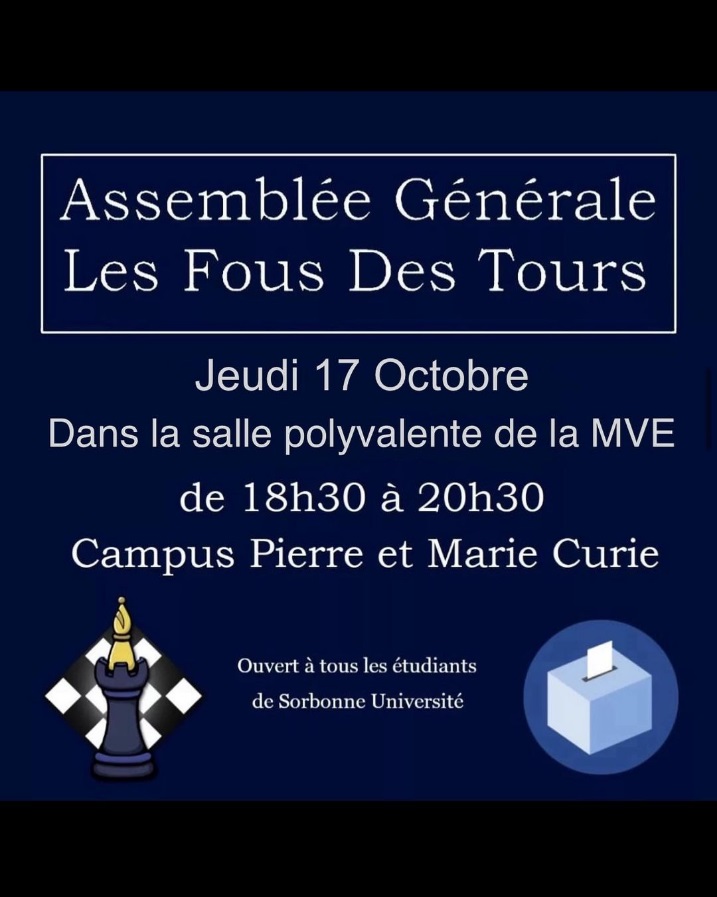 Assemblée Générale
Les Fous Des Tours
Jeudi 17 Octobre
Dans la salle polyvalente de la MVE
de 18h30 à 20h30
Campus Pierre et Marie Curie
Ouvert à tous les étudiants
de Sorbonne Université